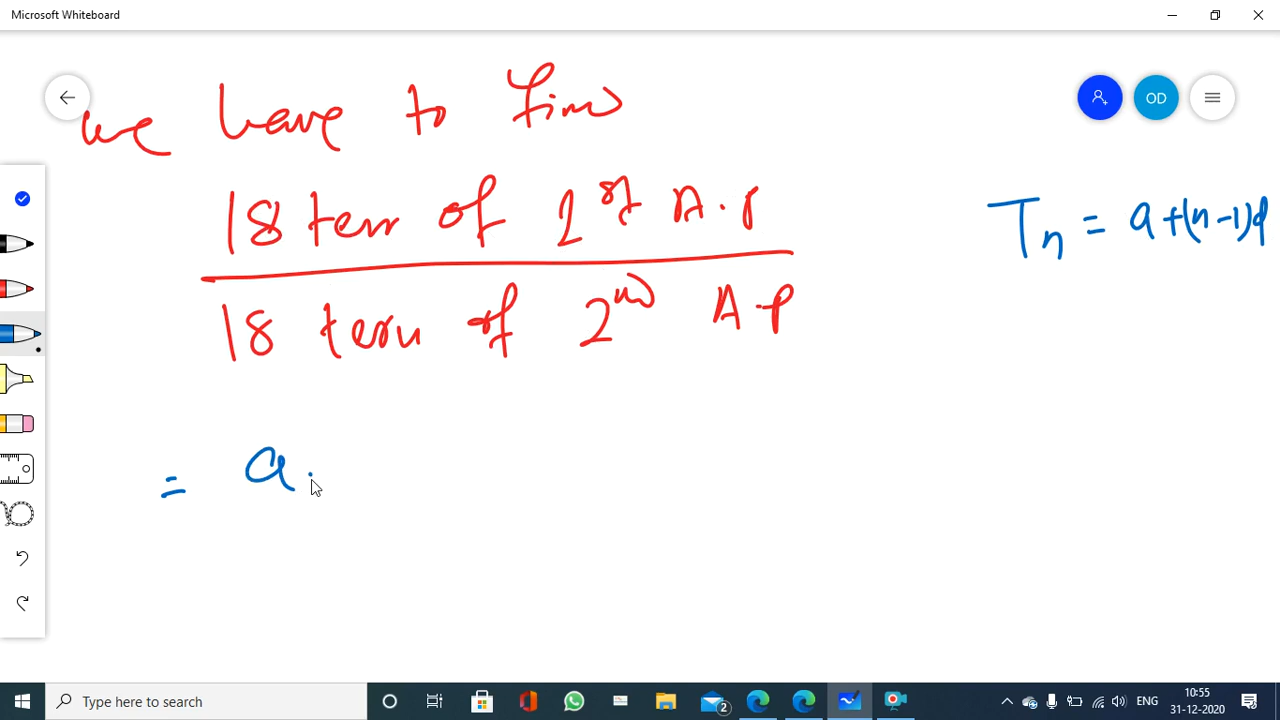 Microsoft Whiteboard
we have to find
18 term of 1st A.P
18 term of 2nd A.P
Tn = a+(n-1)d
= a
OD
Type here to search
2
ENG
10:55
31-12-2020